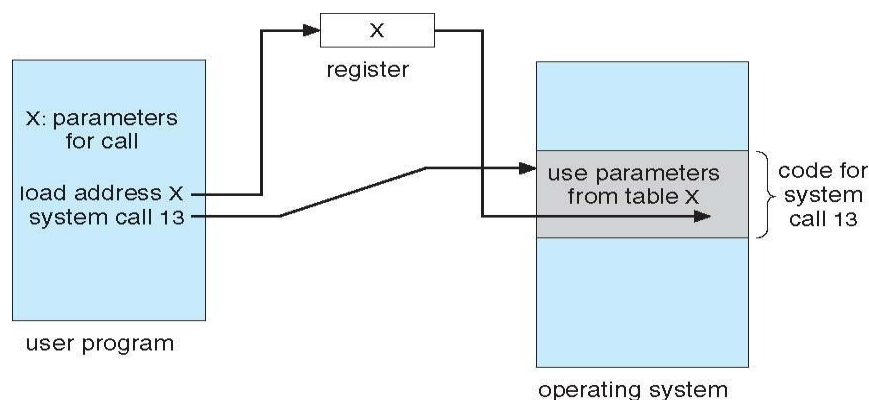 X
register
X: parameters
for call
load address X
system call 13
user program
use parameters
from table X
code for
system
call 13
operating system